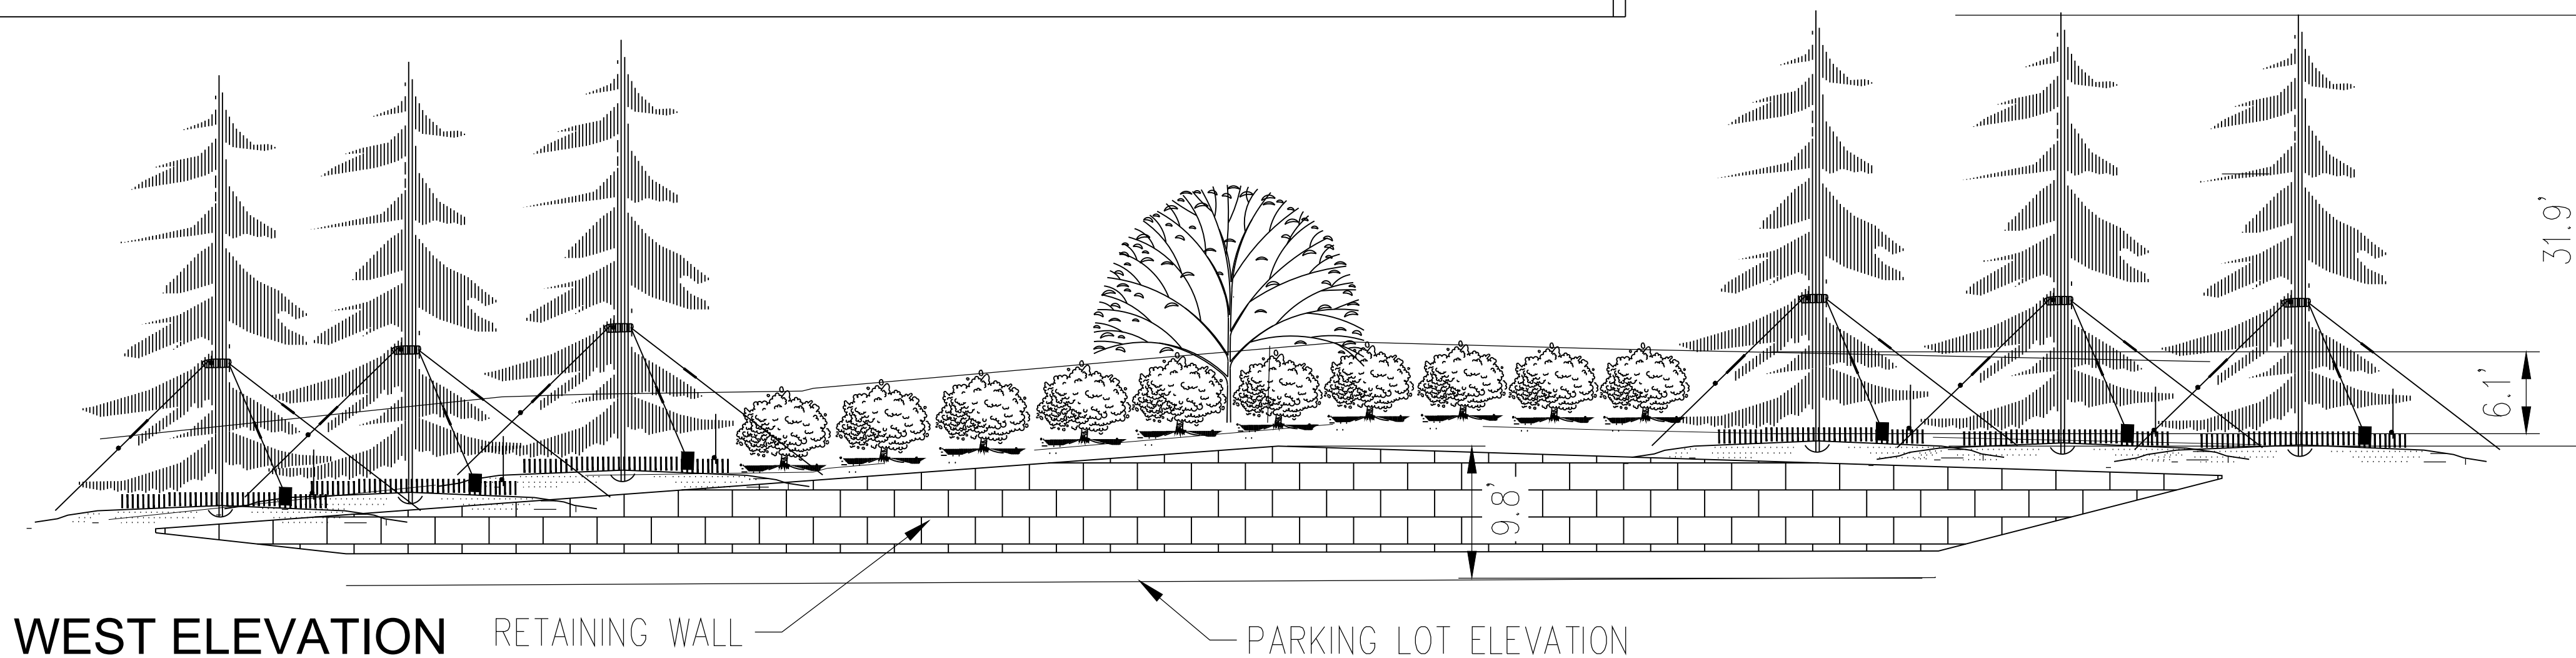 31.9'
6.1'
9.8'
WEST ELEVATION
RETAINING WALL
PARKING LOT ELEVATION